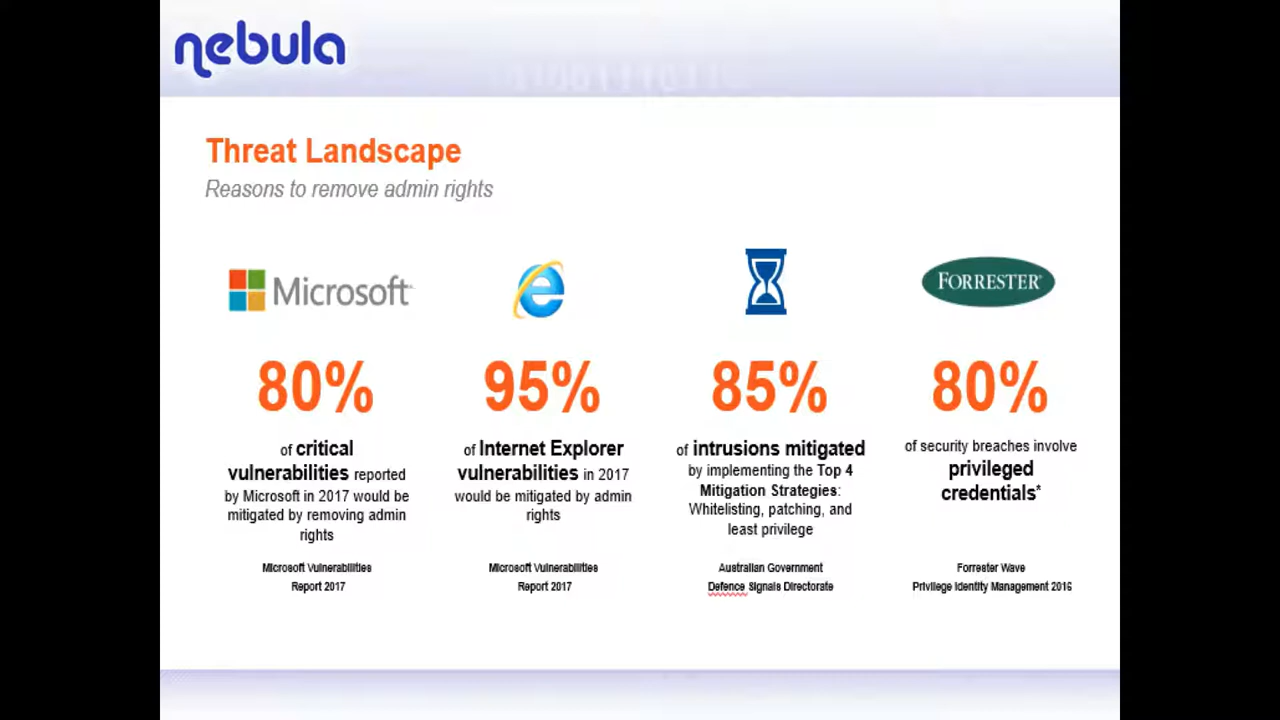 nebula
Threat Landscape
Reasons to remove admin rights
Microsoft
80%
of critical
vulnerabilities reported
by Microsoft in 2017 would be
mitigated by removing admin
rights
Microsoft Vulnerabilities
Report 2017
95%
of Internet Explorer
vulnerabilities in 2017
would be mitigated by admin
rights
Microsoft Vulnerabilities
Report 2017
85%
of intrusions mitigated
by implementing the Top 4
Mitigation Strategies:
Whitelisting, patching, and
least privilege
Australian Government
Defence Signals Directorate
FORRESTER®
80%
of security breaches involve
privileged
credentials*
Forrester Wave
Privilege Identity Management 2016